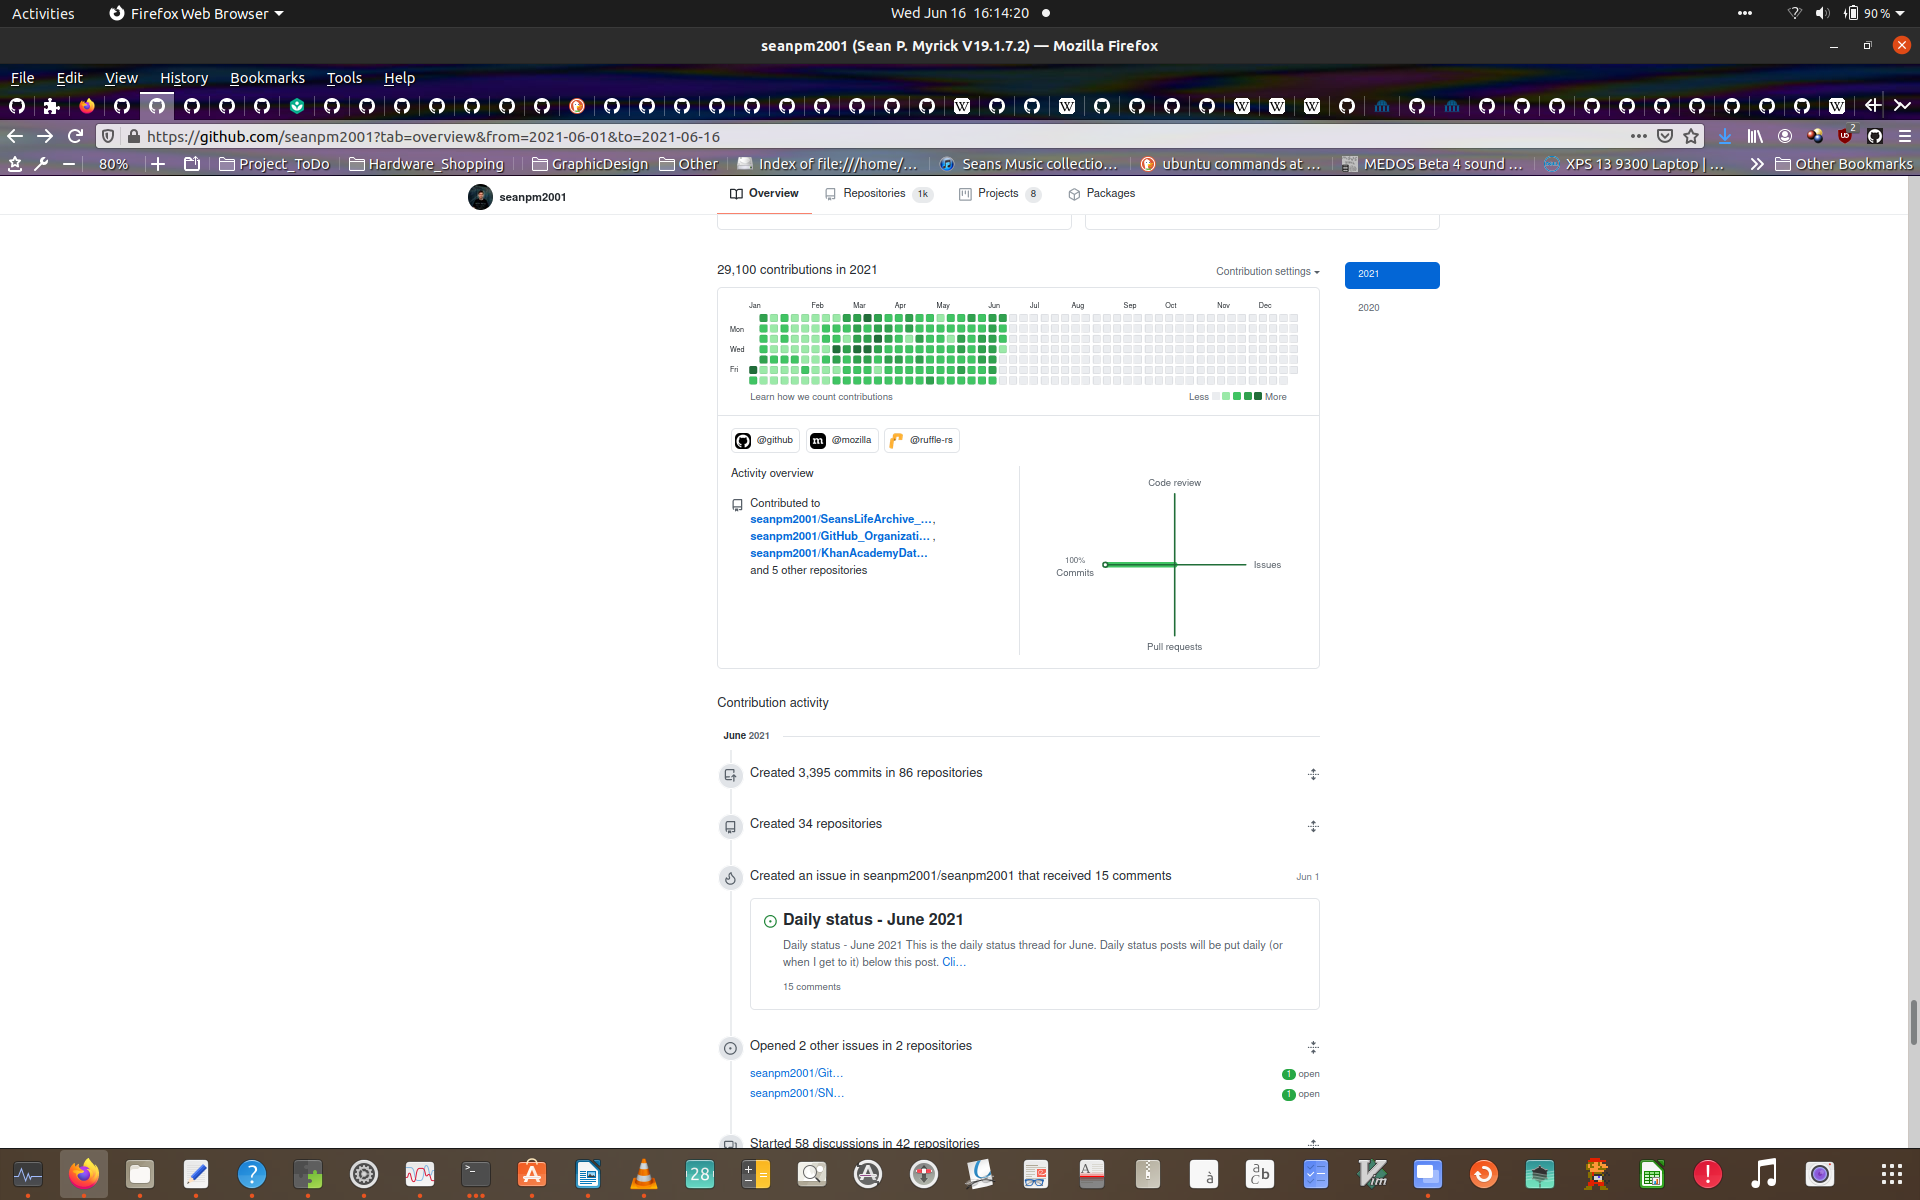 Activities
Firefox Web Browser
Wed Jun 16 16:14:20
90 %
seanpm2001 (Sean P. Myrick V19.1.7.2) — Mozilla Firefox
File Edit View History Bookmarks Tools Help
https://github.com/seanpm2001?tab=overview&from=2021-06-01&to=2021-06-16
2
80% Project_ToDo Hardware_Shopping GraphicDesign Other Index of file:///home/... Seans Music collectio... ubuntu commands at ... MEDOS Beta 4 sound ... XPS 13 9300 Laptop | ... Other Bookmarks
seanpm2001
Overview Repositories 1k Projects 8 Packages
29,100 contributions in 2021
Contribution settings
2021
2020
Jan Feb Mar Apr May Jun Jul Aug Sep Oct Nov Dec
Mon
Wed
Fri
Learn how we count contributions
Less More
@github @mozilla @ruffle-rs
Activity overview
Contributed to
seanpm2001/SeansLifeArchive_...,
seanpm2001/GitHub_Organizati... ,
seanpm2001/KhanAcademyDat...
and 5 other repositories
Code review
100%
Commits
Issues
Pull requests
Contribution activity
June 2021
Created 3,395 commits in 86 repositories
Created 34 repositories
Created an issue in seanpm2001/seanpm2001 that received 15 comments
Jun 1
Daily status - June 2021
Daily status - June 2021 This is the daily status thread for June. Daily status posts will be put daily (or
when I get to it) below this post. Cli...
15 comments
Opened 2 other issues in 2 repositories
seanpm2001/Git...
1 open
seanpm2001/SN...
1 open
Started 58 discussions in 42 repositories
28